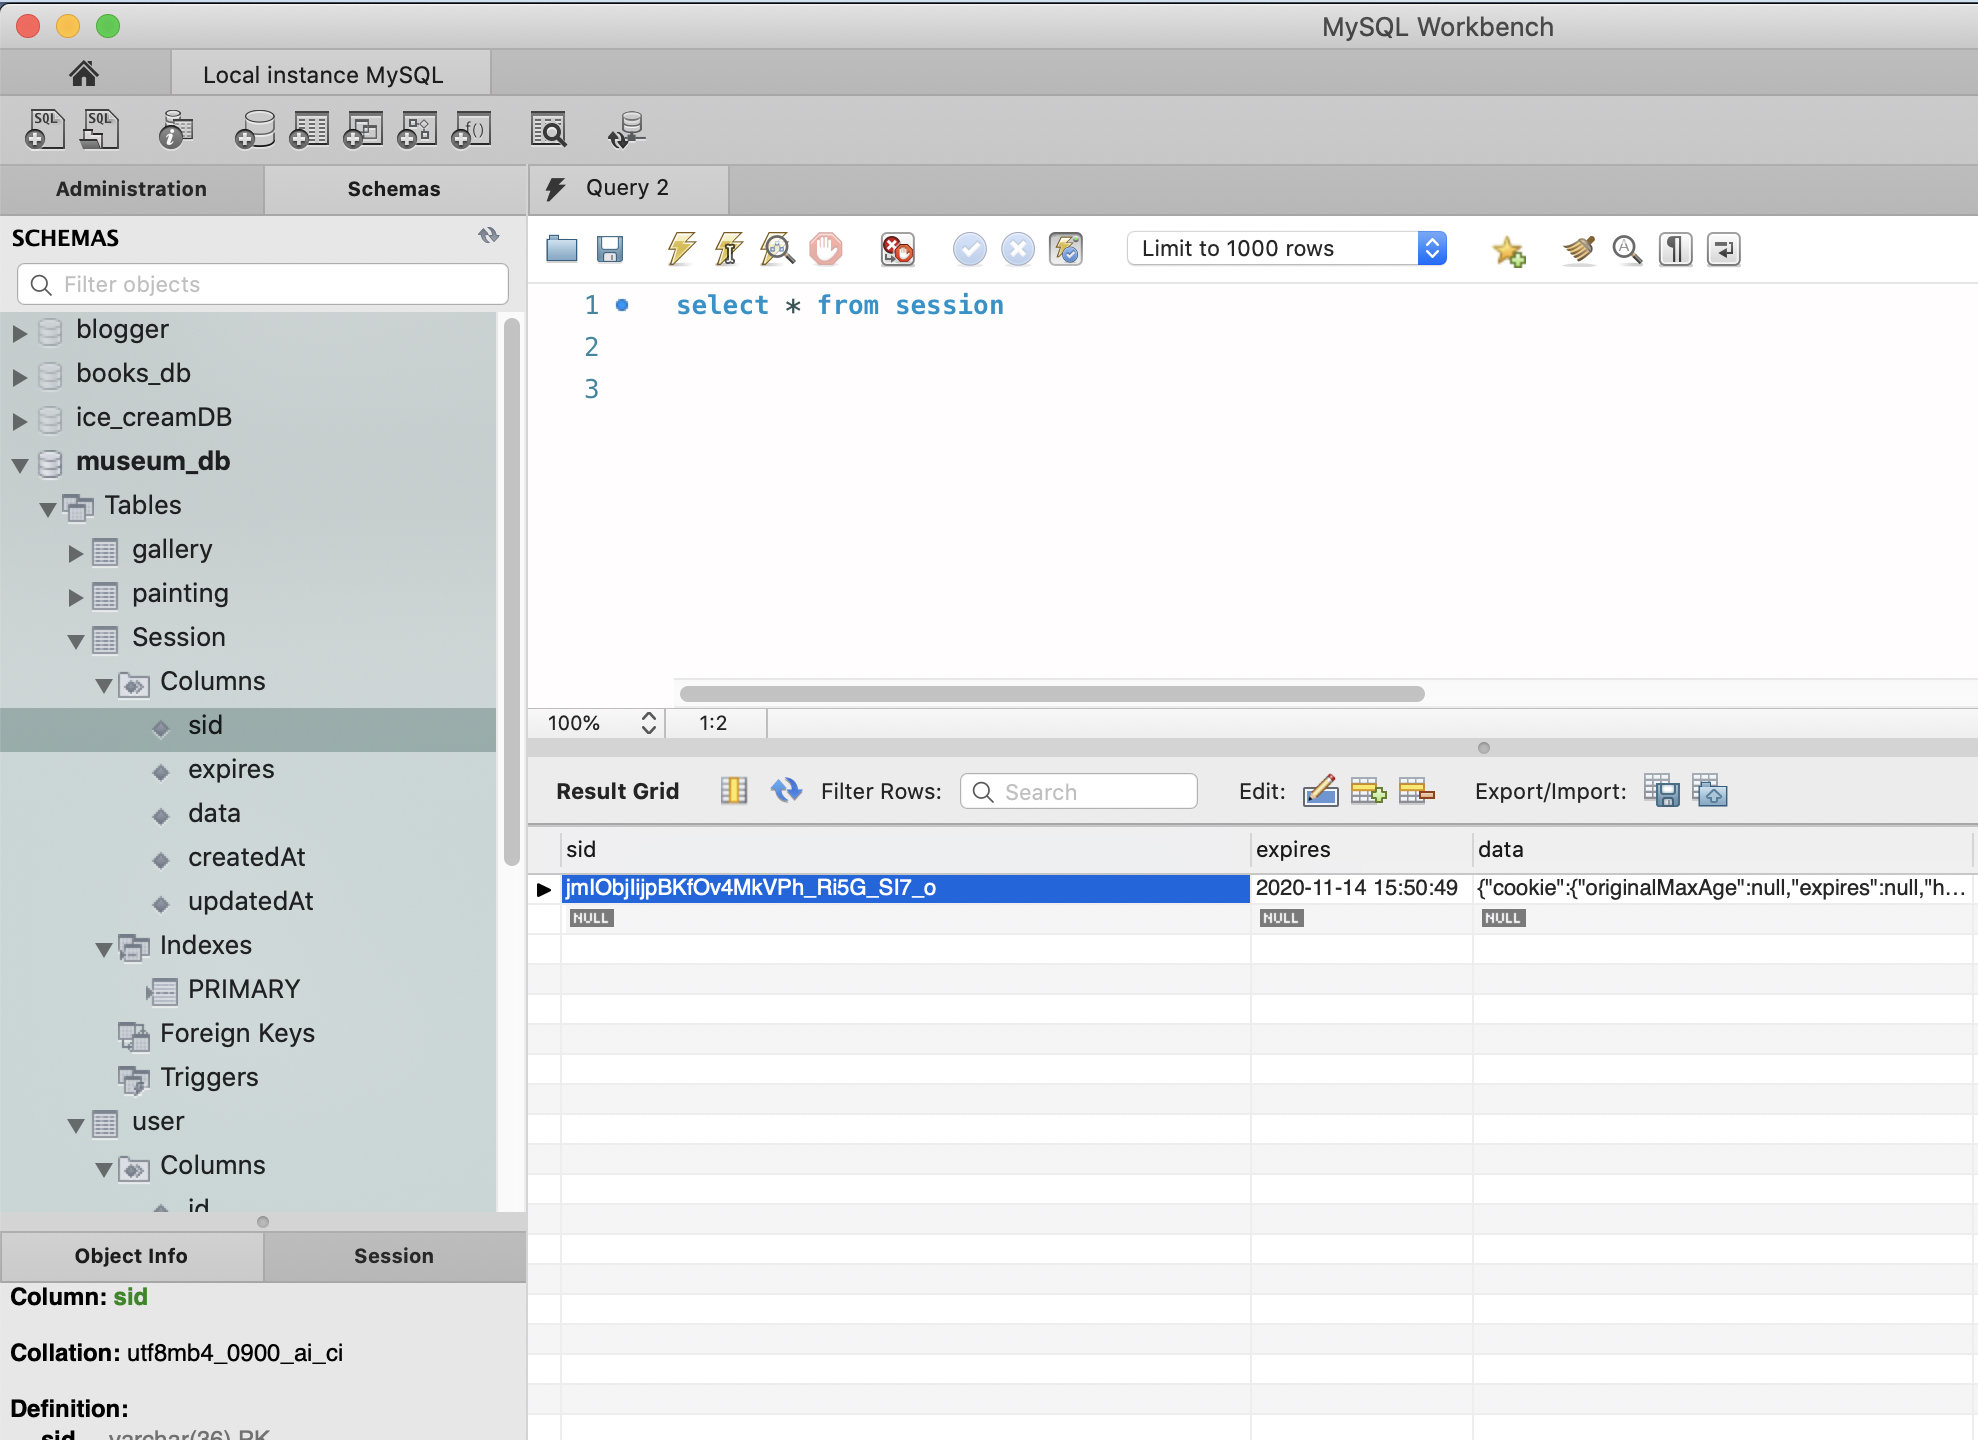 MySQL Workbench
Local instance MySQL
SQL SQL
Administration Schemas
Query 2
SCHEMAS
Filter objects
blogger
books_db
ice_creamDB
museum_db
Tables
gallery
painting
Session
Columns
sid
expires
data
createdAt
updatedAt
Indexes
PRIMARY
Foreign Keys
Triggers
user
Columns
id
Object Info Session
Column: sid
Collation: utf8mb4_0900_ai_ci
Definition:
sid varchar(36) PK
Limit to 1000 rows
1 select * from session
2
3
100% 1:2
Result Grid Filter Rows: Search Edit: Export/Import:
sid expires data
jmIObjIijpBKfOv4MkVPh_Ri5G_SI7_o 2020-11-14 15:50:49 {"cookie":{"originalMaxAge":null,"expires":null,"h...
NULL NULL NULL